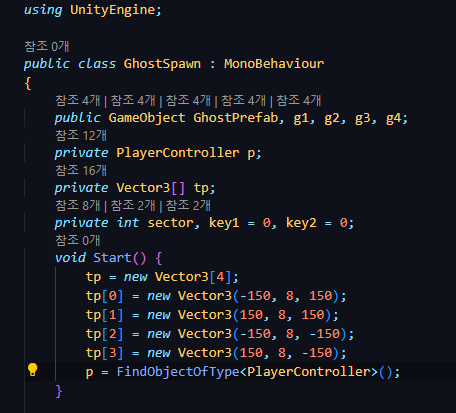 using UnityEngine;
참조 0개
public class GhostSpawn : MonoBehaviour
{
참조 4개 | 참조 4개 | 참조 4개 | 참조 4개 | 참조 4개
public GameObject GhostPrefab, g1, g2, g3, g4;
참조 12개
private PlayerController p;
참조 16개
private Vector3[] tp;
참조 8개 | 참조 2개 | 참조 2개
private int sector, key1 = 0, key2 = 0;
참조 0개
void Start() {
tp = new Vector3[4];
tp[0] = new Vector3(-150, 8, 150);
tp[1] = new Vector3(150, 8, 150);
tp[2] = new Vector3(-150, 8, -150);
tp[3] = new Vector3(150, 8, -150);
p = FindObjectOfType<PlayerController>();
}